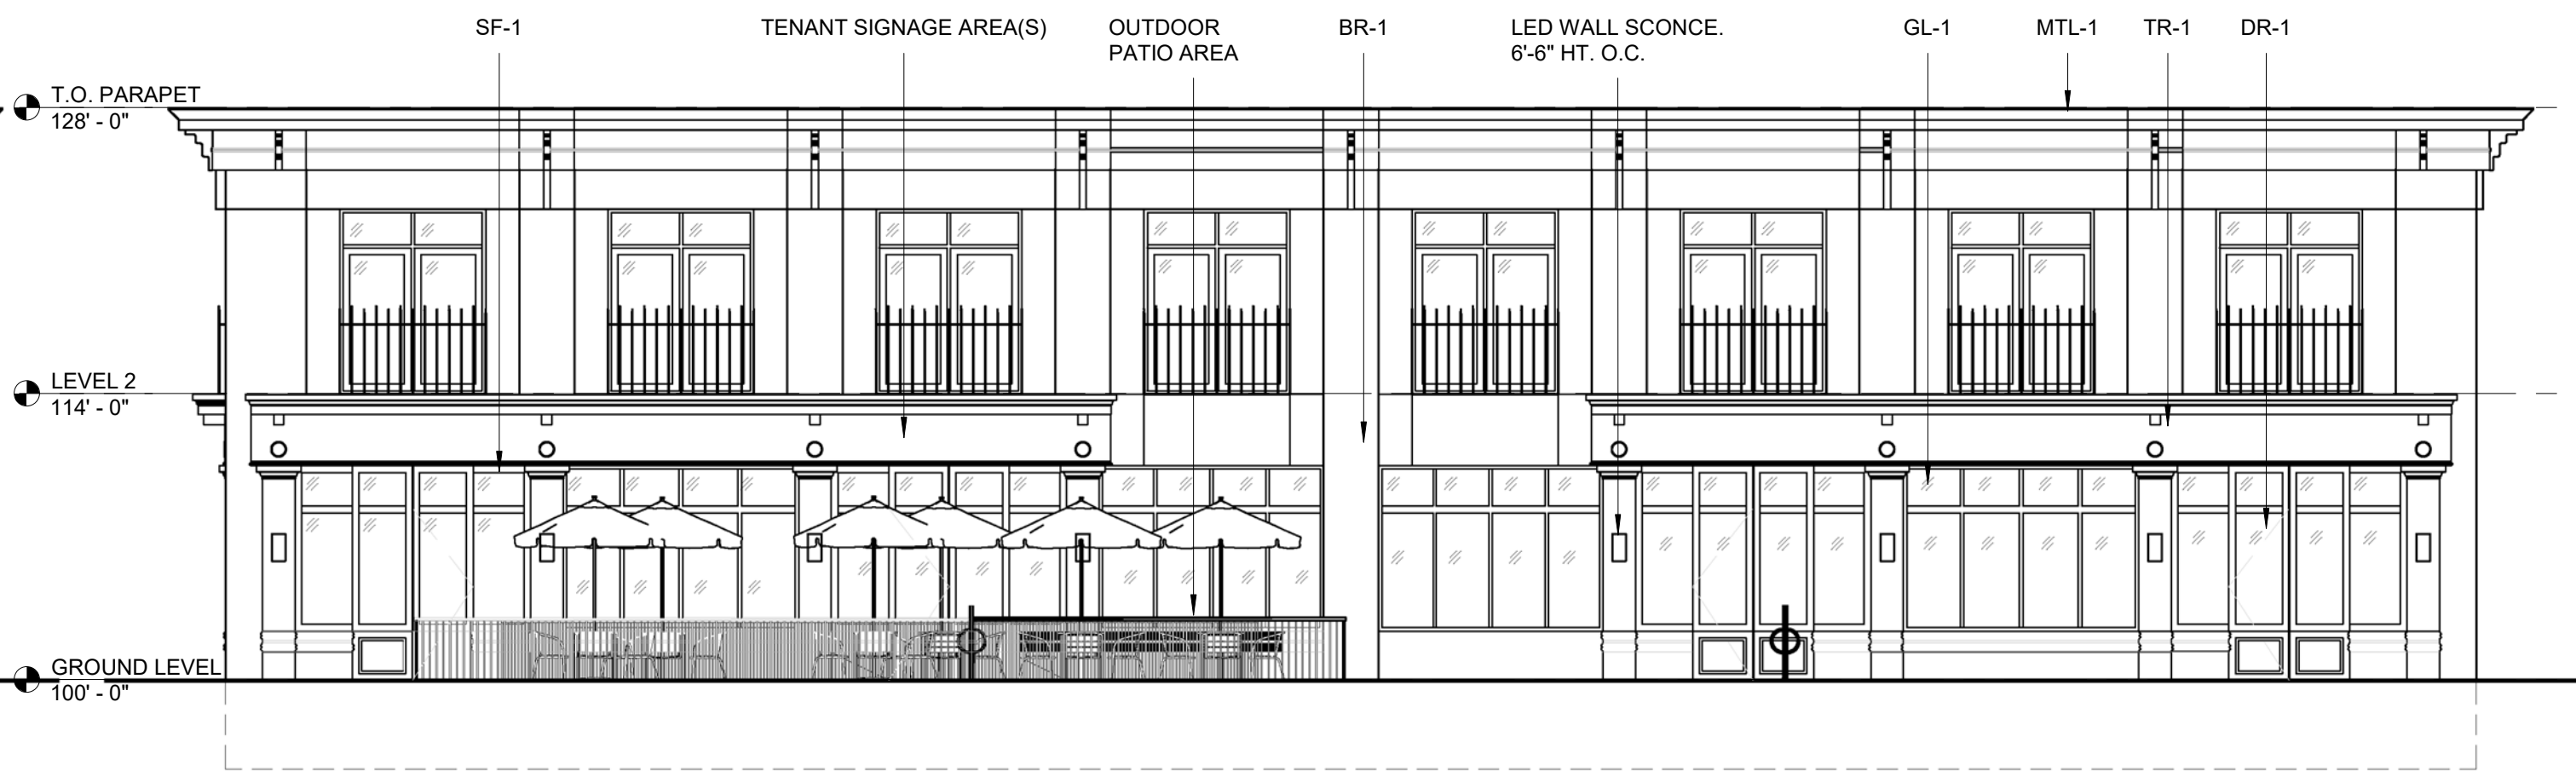 SF-1
TENANT SIGNAGE AREA(S)
OUTDOOR
PATIO AREA
BR-1
LED WALL SCONCE.
6'-6" HT. O.C.
GL-1
MTL-1
TR-1
DR-1
T.O. PARAPET
128' - 0"
LEVEL 2
114' - 0"
GROUND LEVEL
100' - 0"